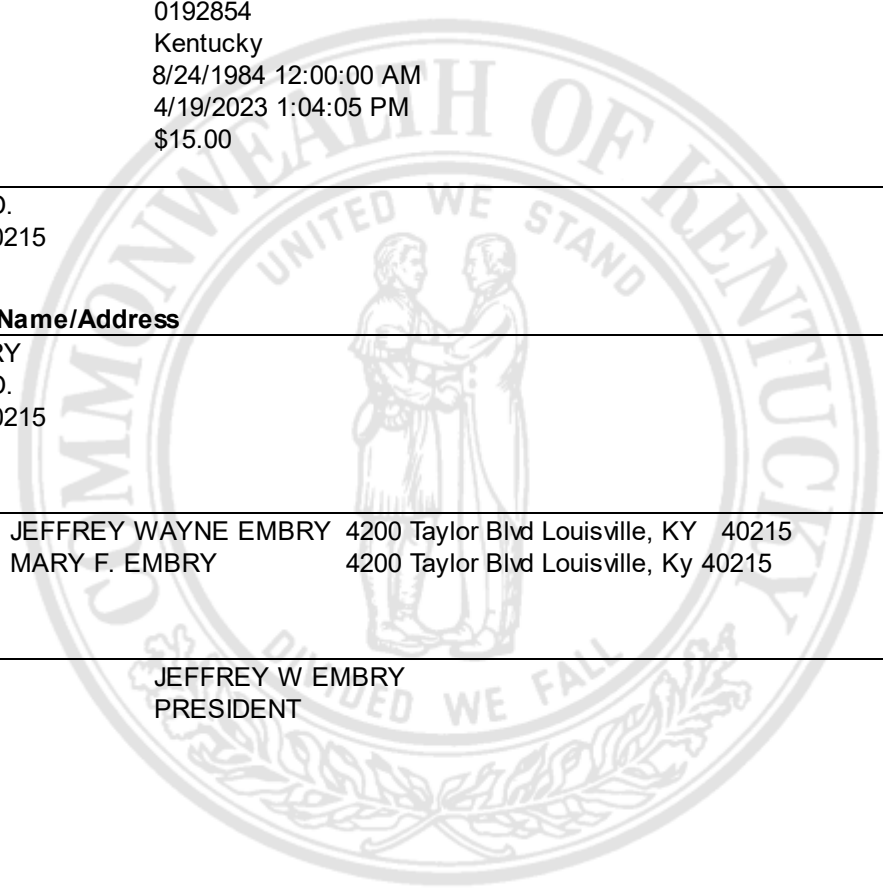 0192854
Kentucky
8/24/1984 12:00:00 AM
4/19/2023 1:04:05 PM
$15.00
D.
0215
Name/Address
RY
D.
0215
JEFFREY WAYNE EMBRY 4200 Taylor Blvd Louisville, KY 40215
MARY F. EMBRY 4200 Taylor Blvd Louisville, Ky 40215
JEFFREY W EMBRY
PRESIDENT
COMMONWEALTH OF KENTUCKY
UNITED WE STAND
DIVIDED WE FALL